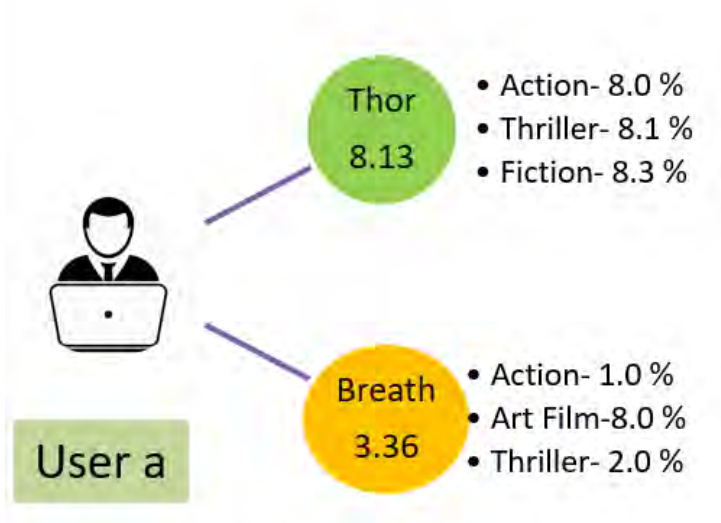 Thor
8.13
• Action- 8.0 %
• Thriller- 8.1 %
• Fiction- 8.3 %
Breath
3.36
• Action- 1.0 %
• Art Film-8.0 %
• Thriller- 2.0 %
User a